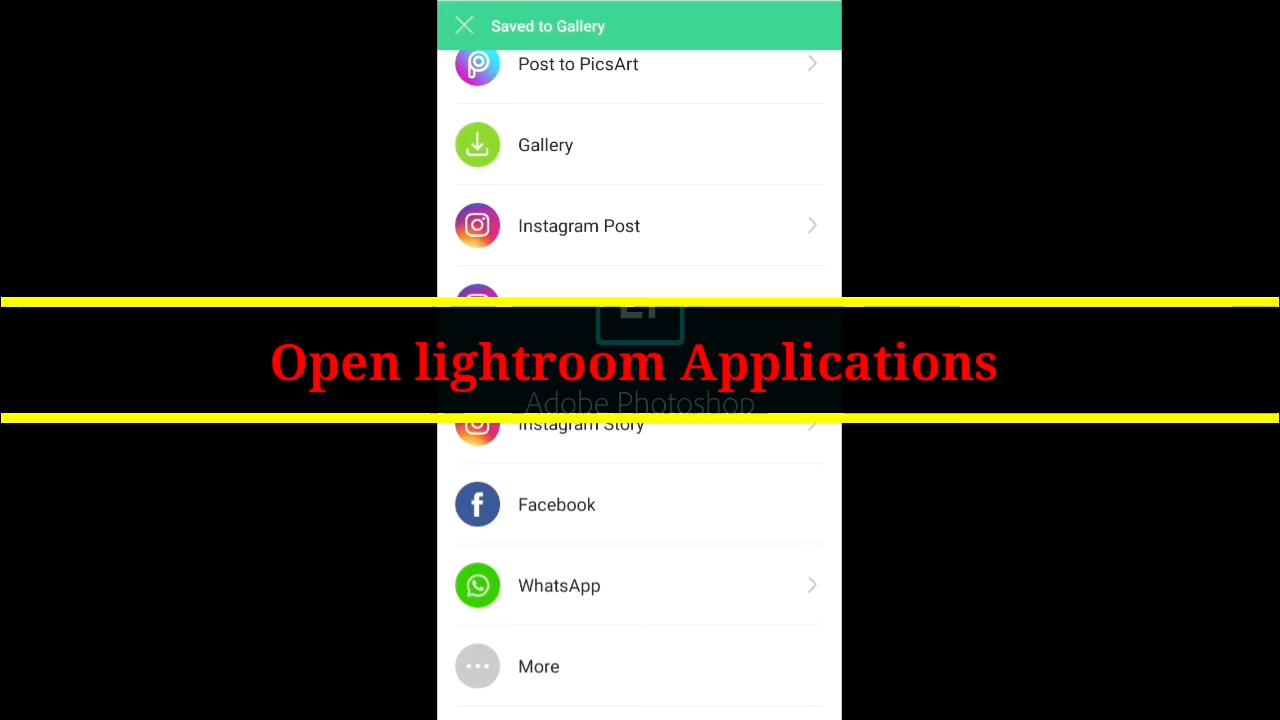 Saved to Gallery
Post to PicsArt
Gallery
Instagram Post
Lr
Open lightroom Applications
Adobe Photoshop
Instagram Story
Facebook
WhatsApp
More